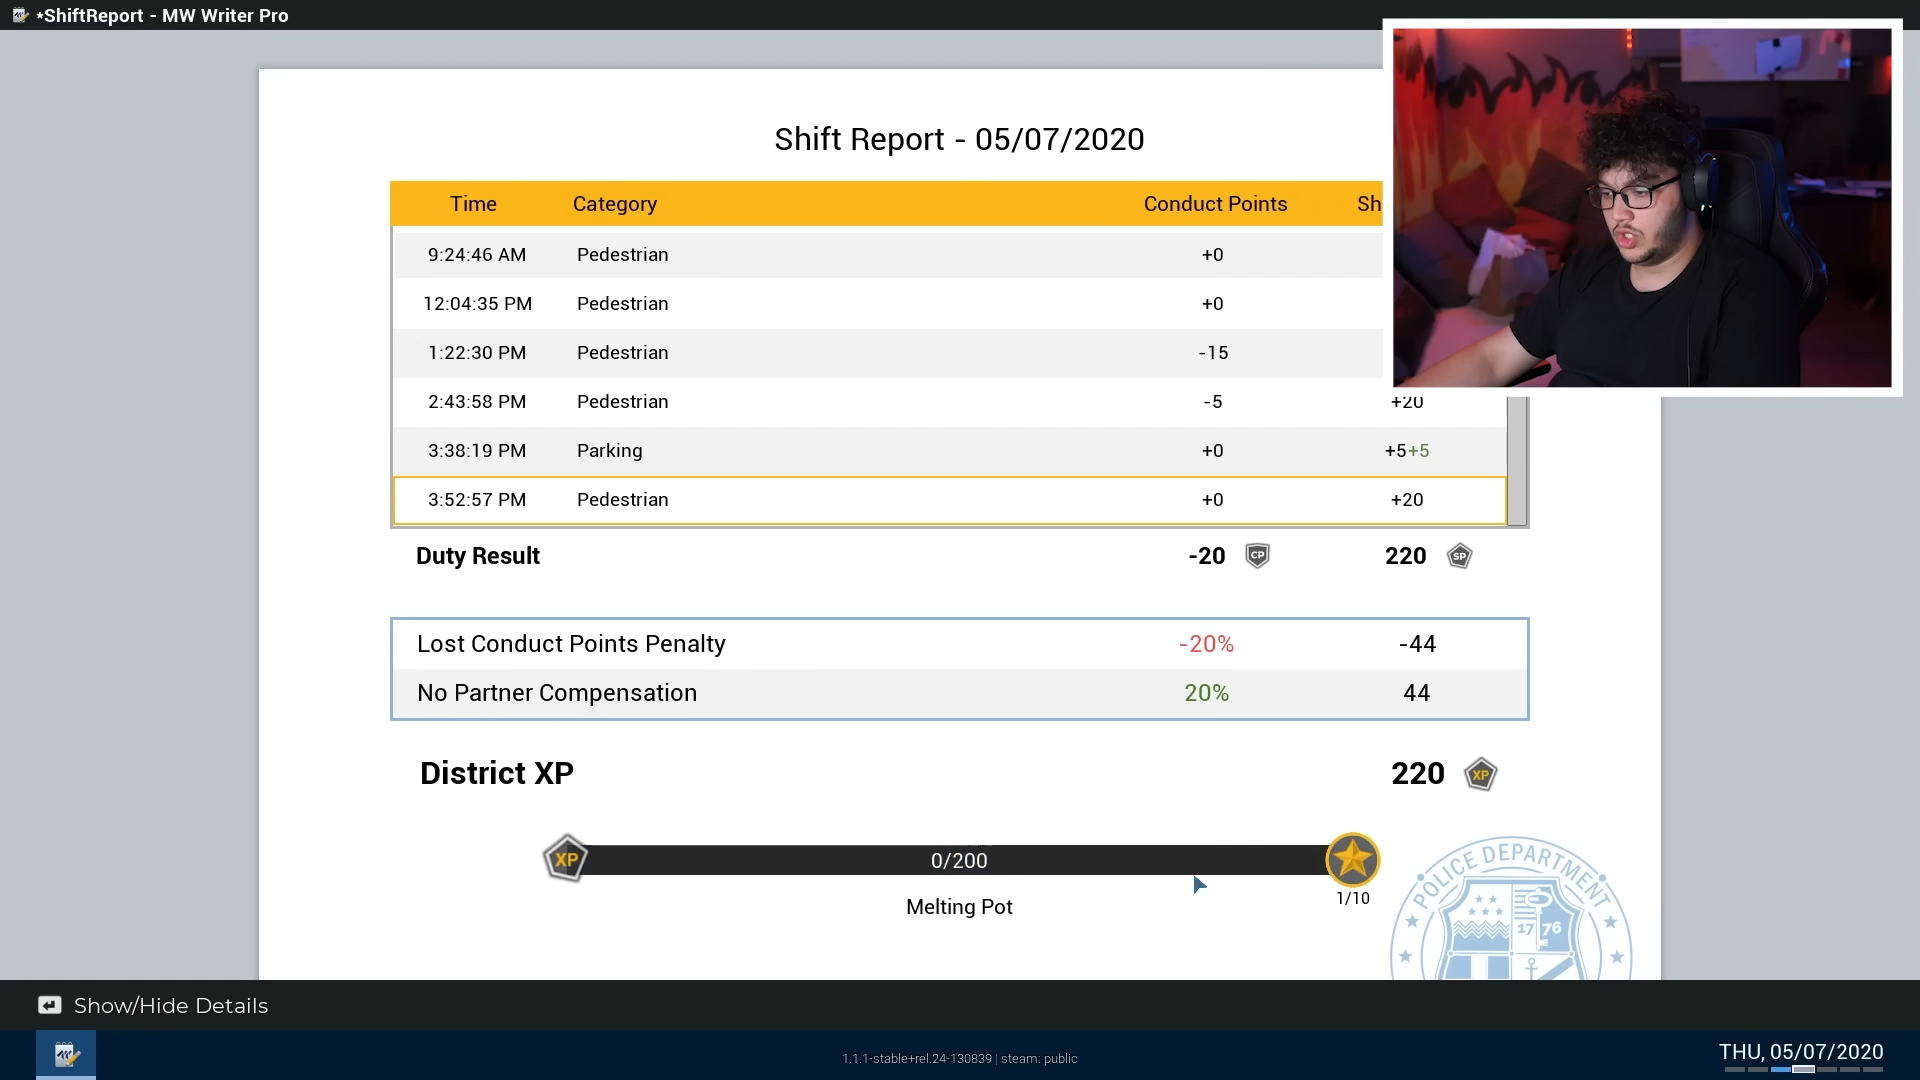 *ShiftReport - MW Writer Pro
Shift Report - 05/07/2020
Time Category Conduct Points Sh
9:24:46 AM Pedestrian +0
12:04:35 PM Pedestrian +0
1:22:30 PM Pedestrian -15
2:43:58 PM Pedestrian -5 +20
3:38:19 PM Parking +0 +5+5
3:52:57 PM Pedestrian +0 +20
Duty Result -20 CP 220 SP
Lost Conduct Points Penalty -20% -44
No Partner Compensation 20% 44
District XP 220 XP
XP 0/200
1/10
Melting Pot
POLICE DEPARTMENT
1776
Show/Hide Details
1.1.1-stable+rel.24-130839 | steam: public
THU, 05/07/2020